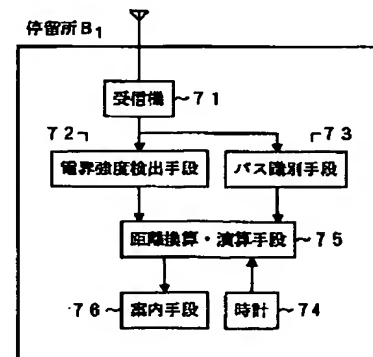 停留所B1
受信機 71
72 73
電界強度検出手段 バス識別手段
距離換算・演算手段 75
76 案内手段 時計 74